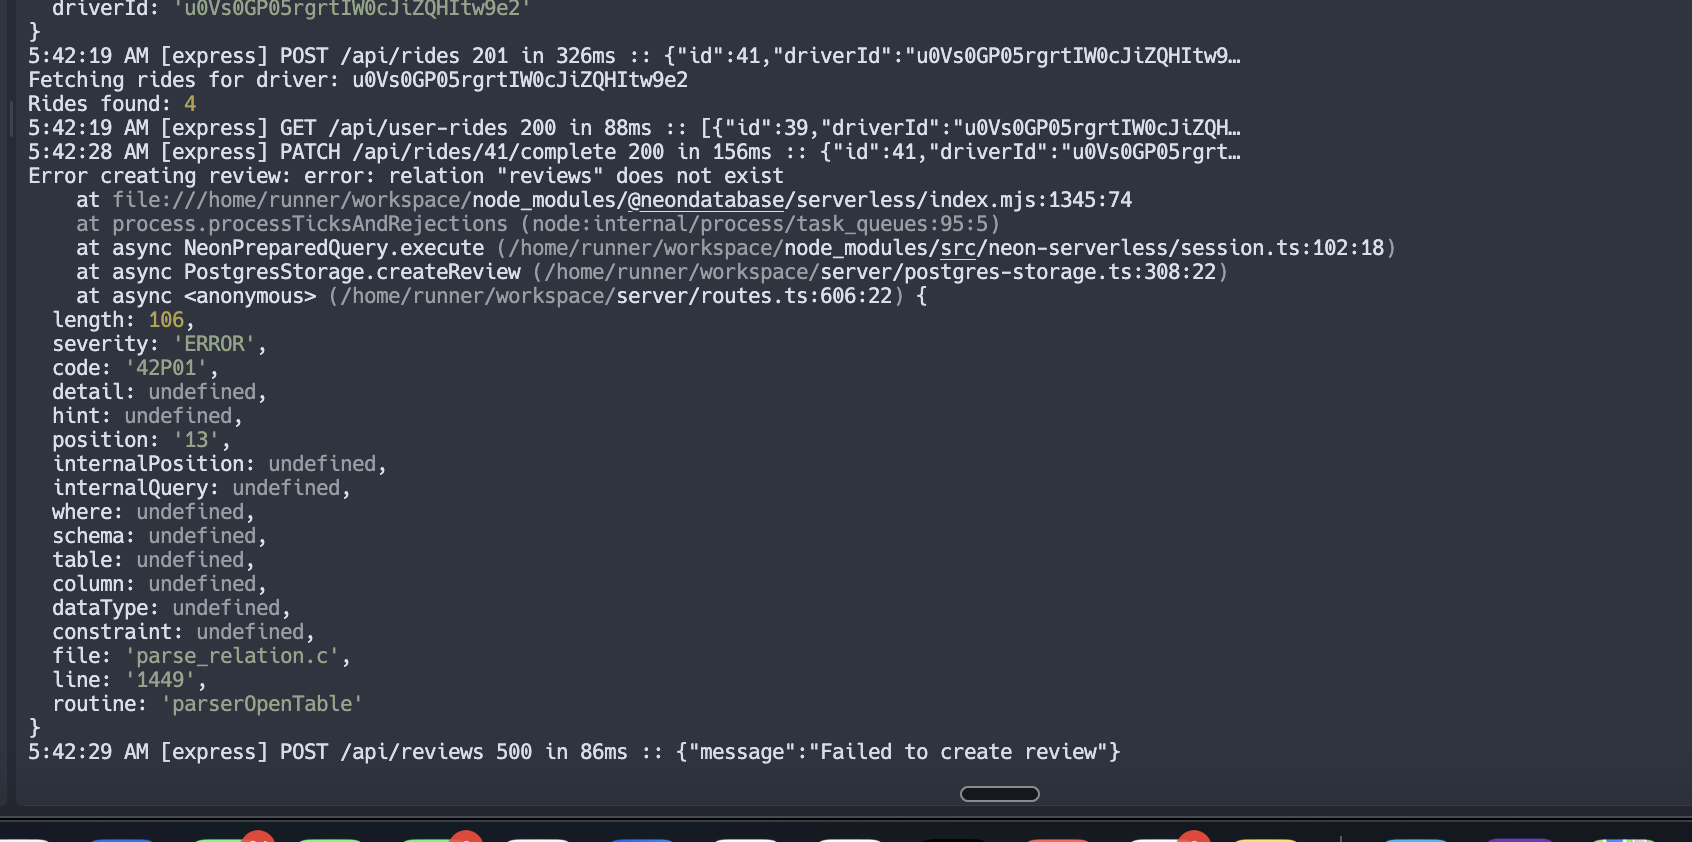 driverId: 'u0Vs0GP05rgrtIW0cJiZQHItw9e2'
}
5:42:19 AM [express] POST /api/rides 201 in 326ms :: {"id":41,"driverId":"u0Vs0GP05rgrtIW0cJiZQHItw9…
Fetching rides for driver: u0Vs0GP05rgrtIW0cJiZQHItw9e2
Rides found: 4
5:42:19 AM [express] GET /api/user-rides 200 in 88ms :: [{"id":39,"driverId":"u0Vs0GP05rgrtIW0cJiZQH…
5:42:28 AM [express] PATCH /api/rides/41/complete 200 in 156ms :: {"id":41,"driverId":"u0Vs0GP05rgrt…
Error creating review: error: relation "reviews" does not exist
    at file:///home/runner/workspace/node_modules/@neondatabase/serverless/index.mjs:1345:74
    at process.processTicksAndRejections (node:internal/process/task_queues:95:5)
    at async NeonPreparedQuery.execute (/home/runner/workspace/node_modules/src/neon-serverless/session.ts:102:18)
    at async PostgresStorage.createReview (/home/runner/workspace/server/postgres-storage.ts:308:22)
    at async <anonymous> (/home/runner/workspace/server/routes.ts:606:22) {
  length: 106,
  severity: 'ERROR',
  code: '42P01',
  detail: undefined,
  hint: undefined,
  position: '13',
  internalPosition: undefined,
  internalQuery: undefined,
  where: undefined,
  schema: undefined,
  table: undefined,
  column: undefined,
  dataType: undefined,
  constraint: undefined,
  file: 'parse_relation.c',
  line: '1449',
  routine: 'parserOpenTable'
}
5:42:29 AM [express] POST /api/reviews 500 in 86ms :: {"message":"Failed to create review"}